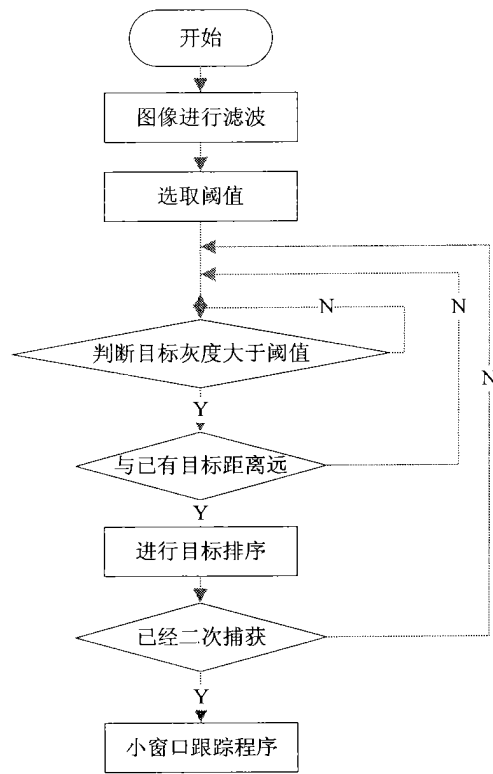 开始
图像进行滤波
选取阈值
N
N
判断目标灰度大于阈值
N
Y
与已有目标距离远
Y
进行目标排序
已经二次捕获
Y
小窗口跟踪程序